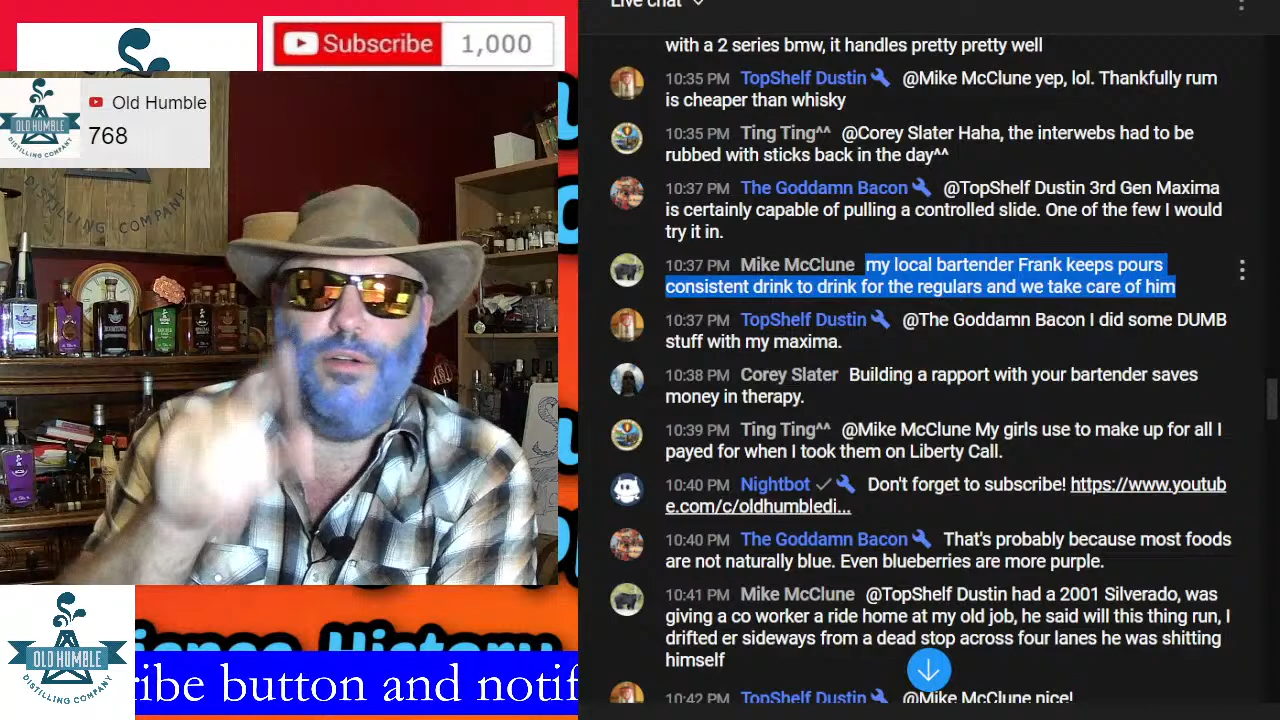 Subscribe 1,000
Old Humble
768
OLD HUMBLE
DISTILLING COMPANY
DISTILLING COMPANY
OLD HUMBLE
DISTILLING COMPANY
ience History
ribe button and notif
Live chat
with a 2 series bmw, it handles pretty pretty well
10:35 PM TopShelf Dustin @Mike McClune yep, lol. Thankfully rum
is cheaper than whisky
10:35 PM Ting Ting^^ @Corey Slater Haha, the interwebs had to be
rubbed with sticks back in the day^^
10:37 PM The Goddamn Bacon @TopShelf Dustin 3rd Gen Maxima
is certainly capable of pulling a controlled slide. One of the few I would
try it in.
10:37 PM Mike McClune my local bartender Frank keeps pours
consistent drink to drink for the regulars and we take care of him
10:37 PM TopShelf Dustin @The Goddamn Bacon I did some DUMB
stuff with my maxima.
10:38 PM Corey Slater Building a rapport with your bartender saves
money in therapy.
10:39 PM Ting Ting^^ @Mike McClune My girls use to make up for all I
payed for when I took them on Liberty Call.
10:40 PM Nightbot Don't forget to subscribe! https://www.youtub
e.com/c/oldhumbledi...
10:40 PM The Goddamn Bacon That's probably because most foods
are not naturally blue. Even blueberries are more purple.
10:41 PM Mike McClune @TopShelf Dustin had a 2001 Silverado, was
giving a co worker a ride home at my old job, he said will this thing run, I
drifted er sideways from a dead stop across four lanes he was shitting
himself
10:42 PM TopShelf Dustin @Mike McClune nice!